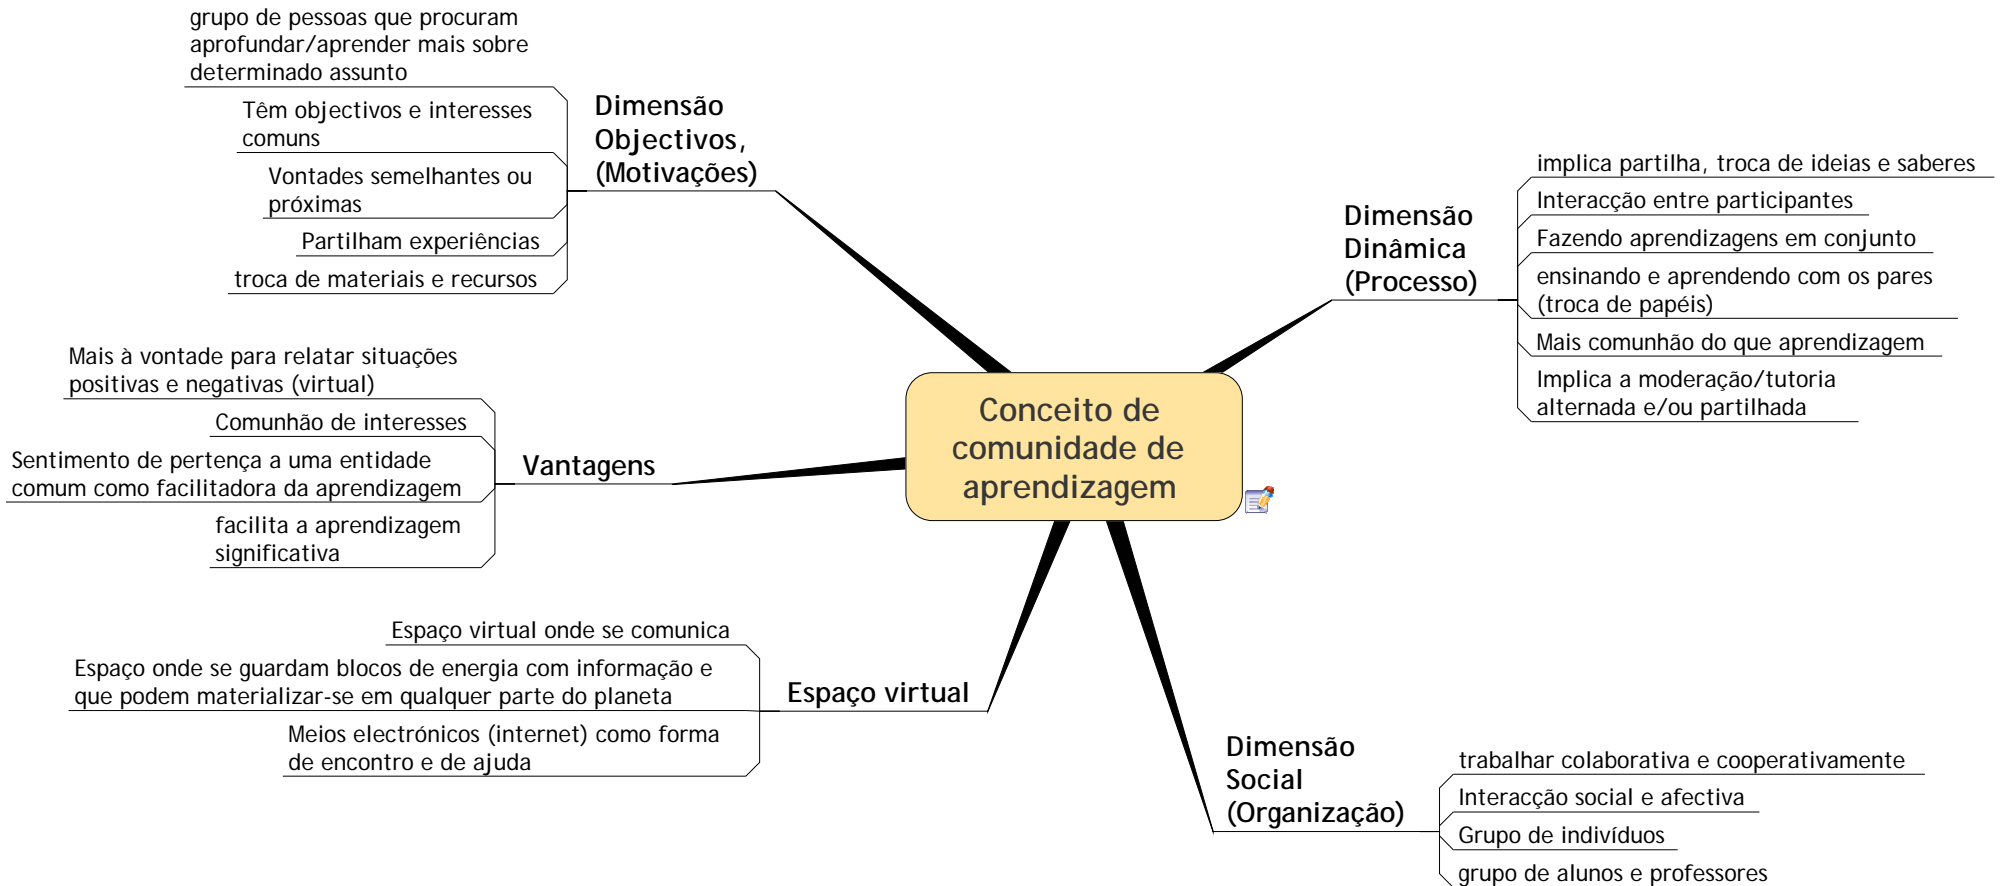 grupo de pessoas que procuram
aprofundar/aprender mais sobre
determinado assunto
Têm objectivos e interesses
comuns
Vontades semelhantes ou
próximas
Partilham experiências
troca de materiais e recursos
Dimensão
Objectivos,
(Motivações)
Mais à vontade para relatar situações
positivas e negativas (virtual)
Comunhão de interesses
Sentimento de pertença a uma entidade
comum como facilitadora da aprendizagem
facilita a aprendizagem
significativa
Vantagens
Espaço virtual onde se comunica
Espaço onde se guardam blocos de energia com informação e
que podem materializar-se em qualquer parte do planeta
Meios electrónicos (internet) como forma
de encontro e de ajuda
Espaço virtual
Conceito de
comunidade de
aprendizagem
Dimensão
Dinâmica
(Processo)
implica partilha, troca de ideias e saberes
Interacção entre participantes
Fazendo aprendizagens em conjunto
ensinando e aprendendo com os pares
(troca de papéis)
Mais comunhão do que aprendizagem
Implica a moderação/tutoria
alternada e/ou partilhada
Dimensão
Social
(Organização)
trabalhar colaborativa e cooperativamente
Interacção social e afectiva
Grupo de indivíduos
grupo de alunos e professores